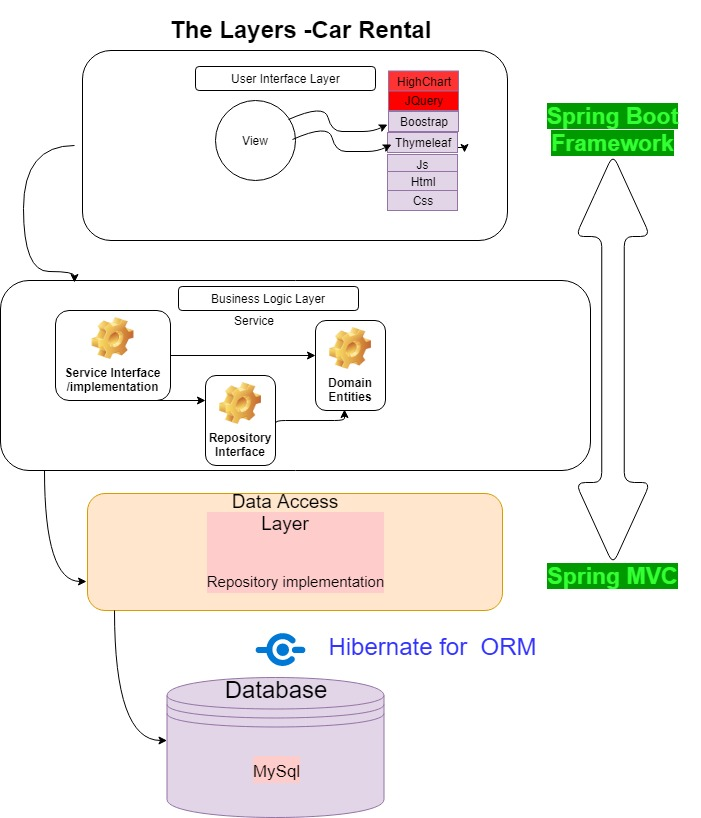 The Layers -Car Rental
User Interface Layer
View
HighChart
JQuery
Boostrap
Thymeleaf
Js
Html
Css
Spring Boot
Framework
Business Logic Layer
Service
Service Interface
/implementation
Domain
Entities
Repository
Interface
Data Access
Layer
Repository implementation
Spring MVC
Hibernate for ORM
Database
MySql